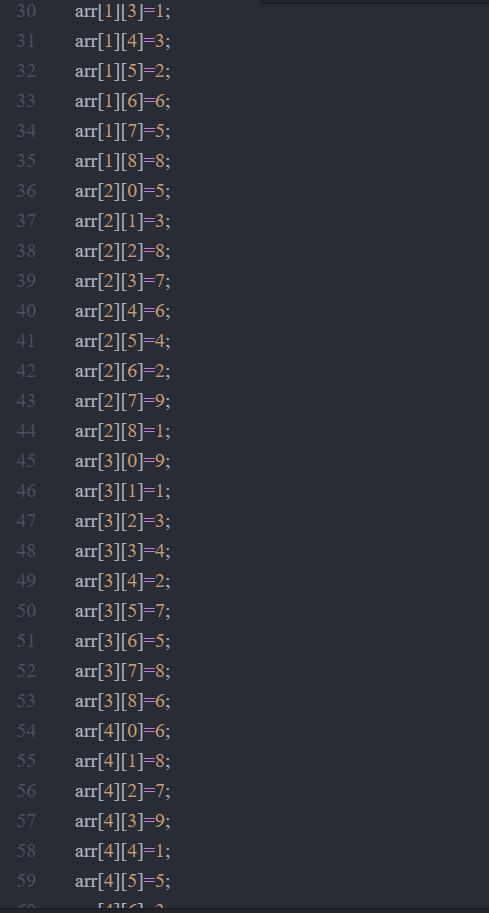 30 arr[1][3]=1;
31 arr[1][4]=3;
32 arr[1][5]=2;
33 arr[1][6]=6;
34 arr[1][7]=5;
35 arr[1][8]=8;
36 arr[2][0]=5;
37 arr[2][1]=3;
38 arr[2][2]=8;
39 arr[2][3]=7;
40 arr[2][4]=6;
41 arr[2][5]=4;
42 arr[2][6]=2;
43 arr[2][7]=9;
44 arr[2][8]=1;
45 arr[3][0]=9;
46 arr[3][1]=1;
47 arr[3][2]=3;
48 arr[3][3]=4;
49 arr[3][4]=2;
50 arr[3][5]=7;
51 arr[3][6]=5;
52 arr[3][7]=8;
53 arr[3][8]=6;
54 arr[4][0]=6;
55 arr[4][1]=8;
56 arr[4][2]=7;
57 arr[4][3]=9;
58 arr[4][4]=1;
59 arr[4][5]=5;